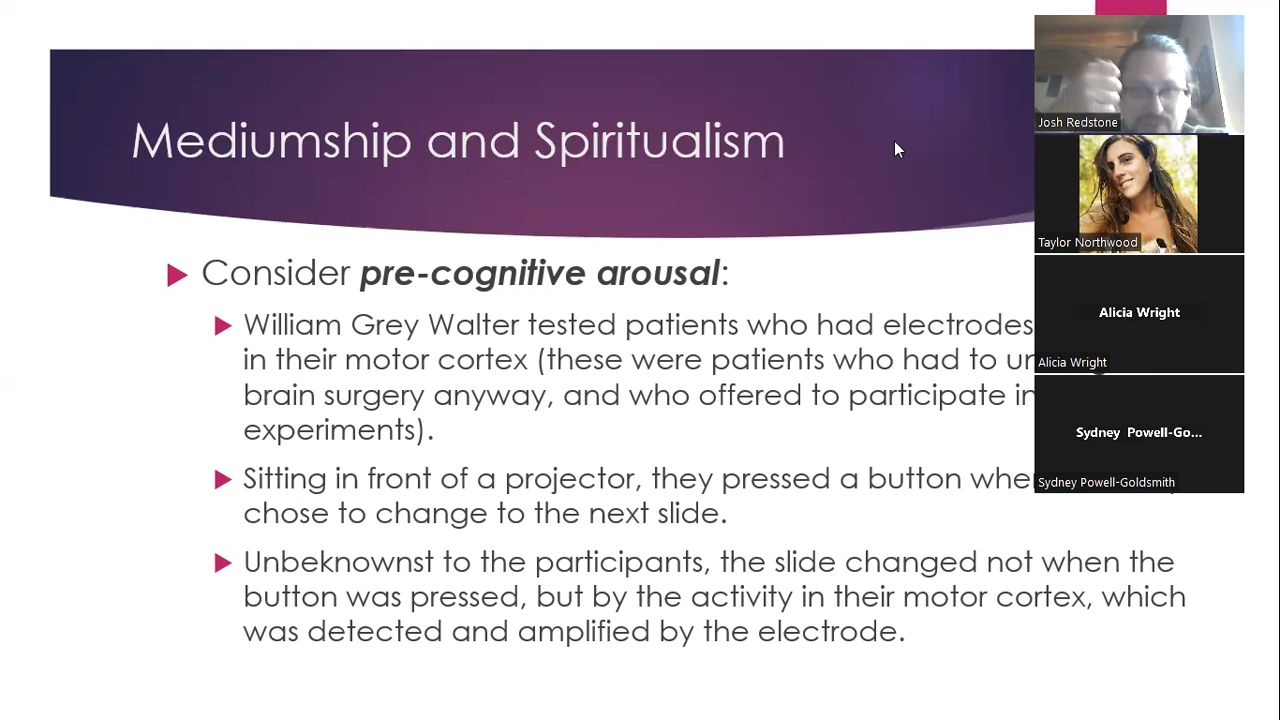 Mediumship and Spiritualism
Consider pre-cognitive arousal:
William Grey Walter tested patients who had electrodes
in their motor cortex (these were patients who had to
brain surgery anyway, and who offered to participate in
experiments).
Sitting in front of a projector, they pressed a button
chose to change to the next slide.
Unbeknownst to the participants, the slide changed not when the
button was pressed, but by the activity in their motor cortex, which
was detected and amplified by the electrode.
Josh Redstone
Taylor Northwood
Alicia Wright
Alicia Wright
Sydney Powell-Go...
Sydney Powell-Goldsmith